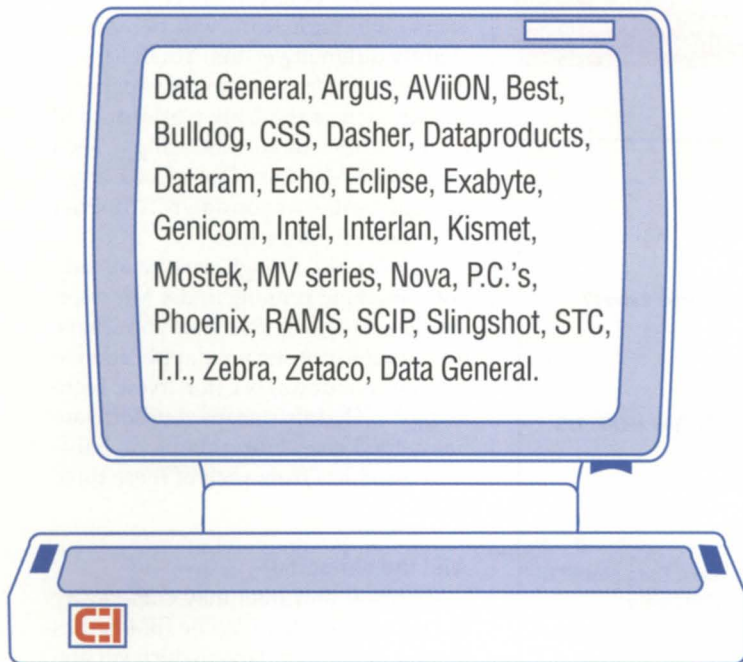 Data General, Argus, AViiON, Best,
Bulldog, CSS, Dasher, Dataproducts,
Dataram, Echo, Eclipse, Exabyte,
Genicom, Intel, Interlan, Kismet,
Mostek, MV series, Nova, P.C.'s,
Phoenix, RAMS, SCIP, Slingshot, STC,
T.I., Zebra, Zetaco, Data General.
CEI